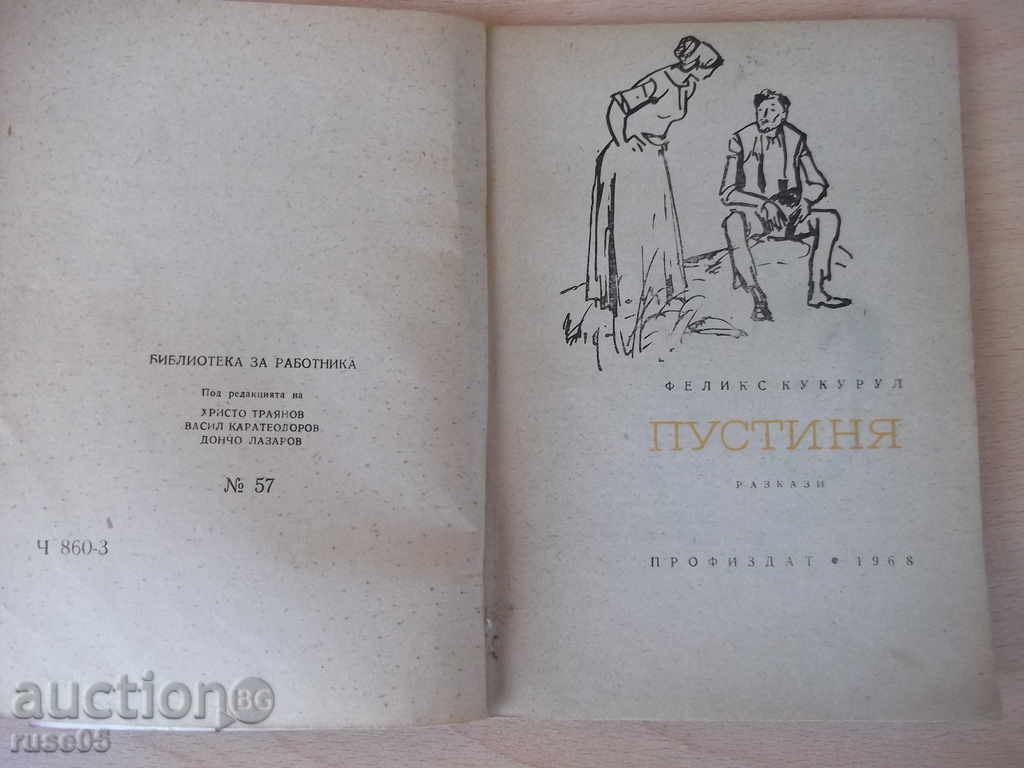 БИБЛИОТЕКА ЗА РАБОТНИКА
Под редакцията на
ХРИСТО ТРАЯНОВ
ВАСИЛ КАРАТЕОДОРОВ
ДОНЧО ЛАЗАРОВ
№ 57
Ч 860-3
ФЕЛИКС КУКУРУЛ
ПУСТИНЯ
РАЗКАЗИ
ПРОФИЗДАТ • 1968
auction BG
ruse05